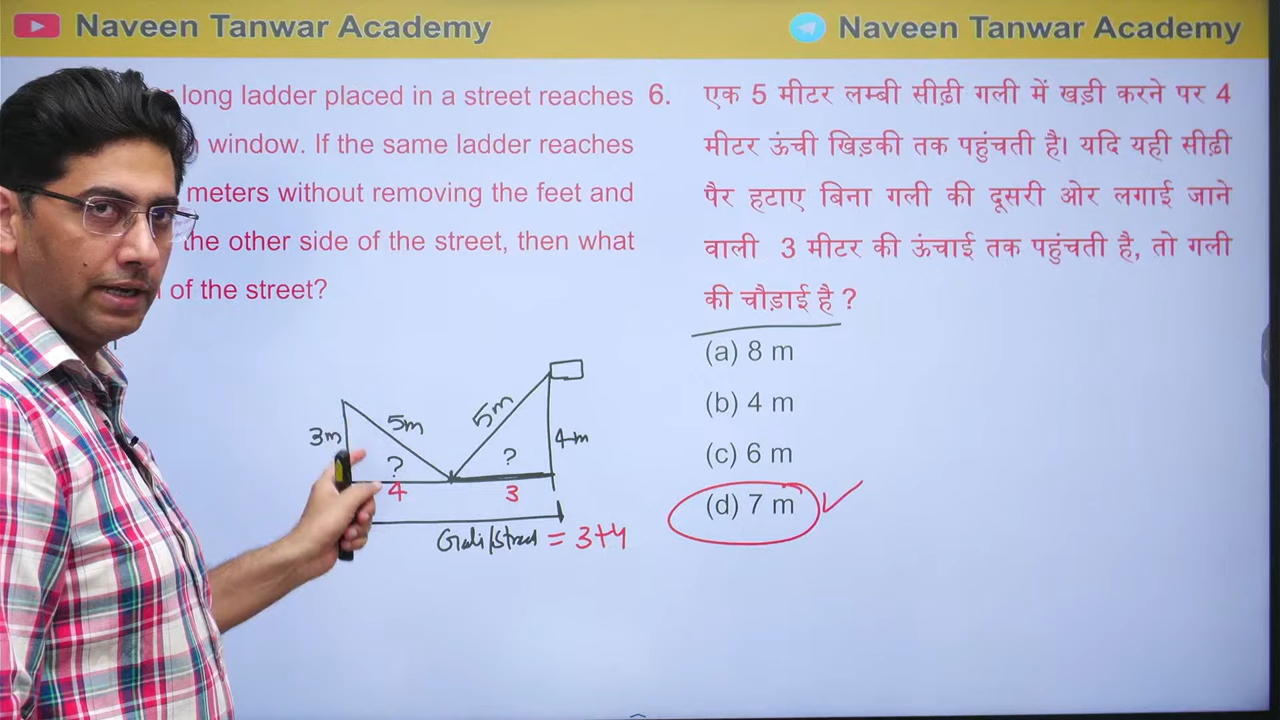 Naveen Tanwar Academy
Naveen Tanwar Academy
long ladder placed in a street reaches
window. If the same ladder reaches
meters without removing the feet and
the other side of the street, then what
of the street?
6. एक 5 मीटर लम्बी सीढ़ी गली में खड़ी करने पर 4
मीटर ऊंची खिड़की तक पहुंचती है। यदि यही सीढ़ी
पैर हटाए बिना गली की दूसरी ओर लगाई जाने
वाली 3 मीटर की ऊंचाई तक पहुंचती है, तो गली
की चौड़ाई है ?
(a) 8 m
(b) 4 m
(c) 6 m
(d) 7 m
3m
5m
?
4
5m
?
3
4m
Gali/Street = 3+4